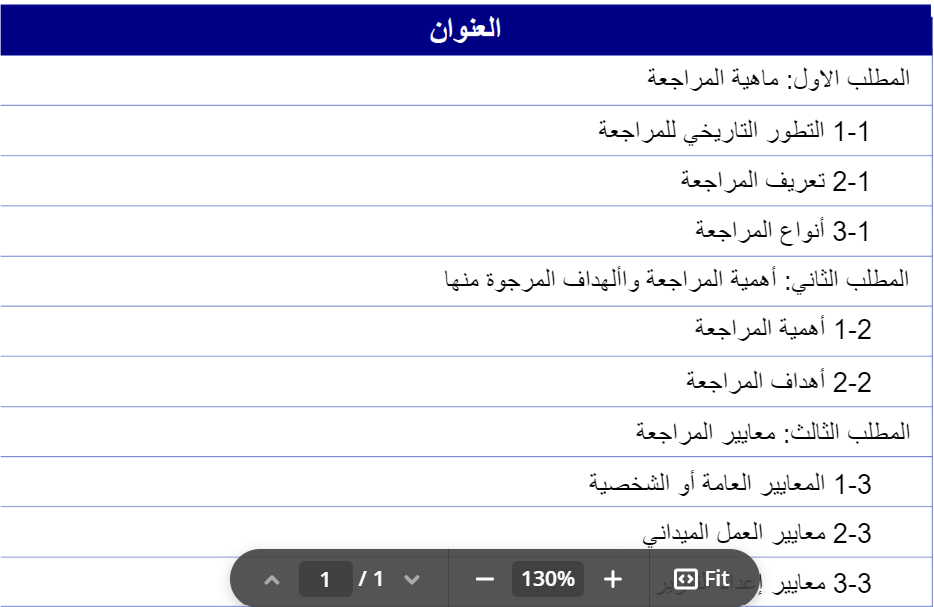 العنوان
المطلب الاول: ماهية المراجعة
1-1 التطور التاريخي للمراجعة
2-1 تعريف المراجعة
3-1 أنواع المراجعة
المطلب الثاني: أهمية المراجعة واألهداف المرجوة منها
1-2 أهمية المراجعة
2-2 أهداف المراجعة
المطلب الثالث: معايير المراجعة
1-3 المعايير العامة أو الشخصية
2-3 معايير العمل الميداني
3-3 معايير
1 / 1 130% Fit